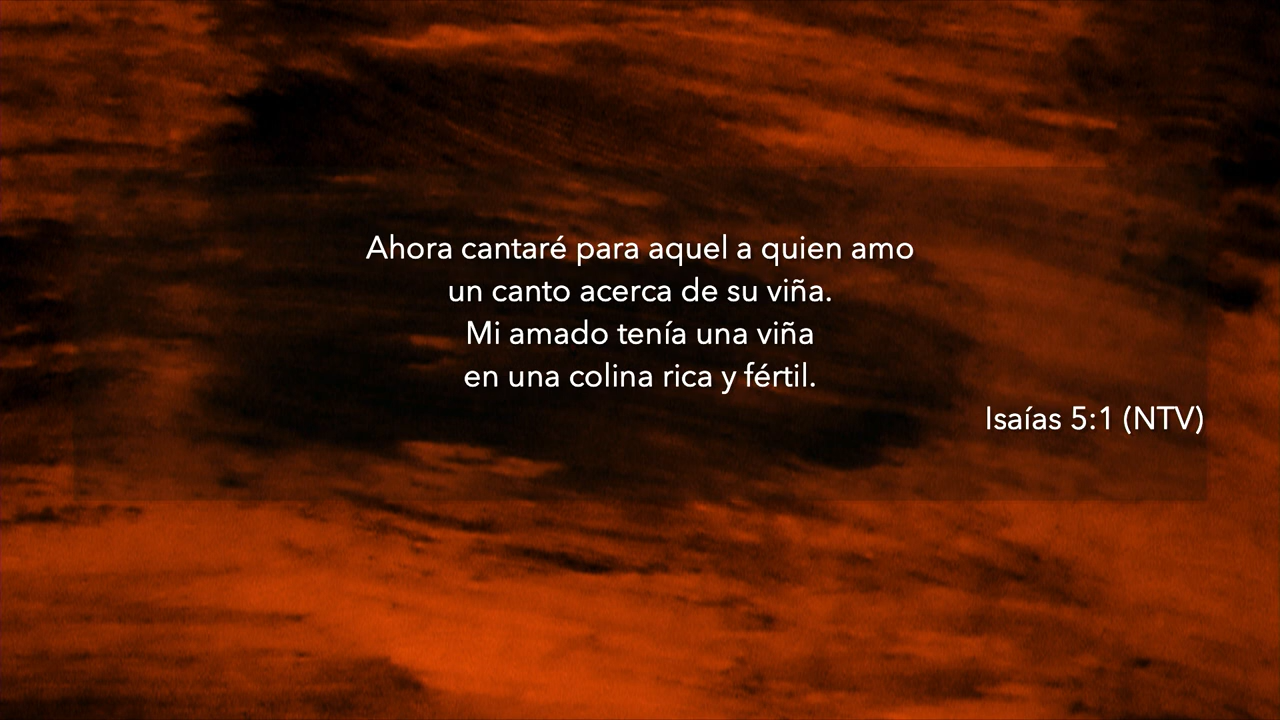 Ahora cantaré para aquel a quien amo
un canto acerca de su viña.
Mi amado tenía una viña
en una colina rica y fértil.
Isaías 5:1 (NTV)